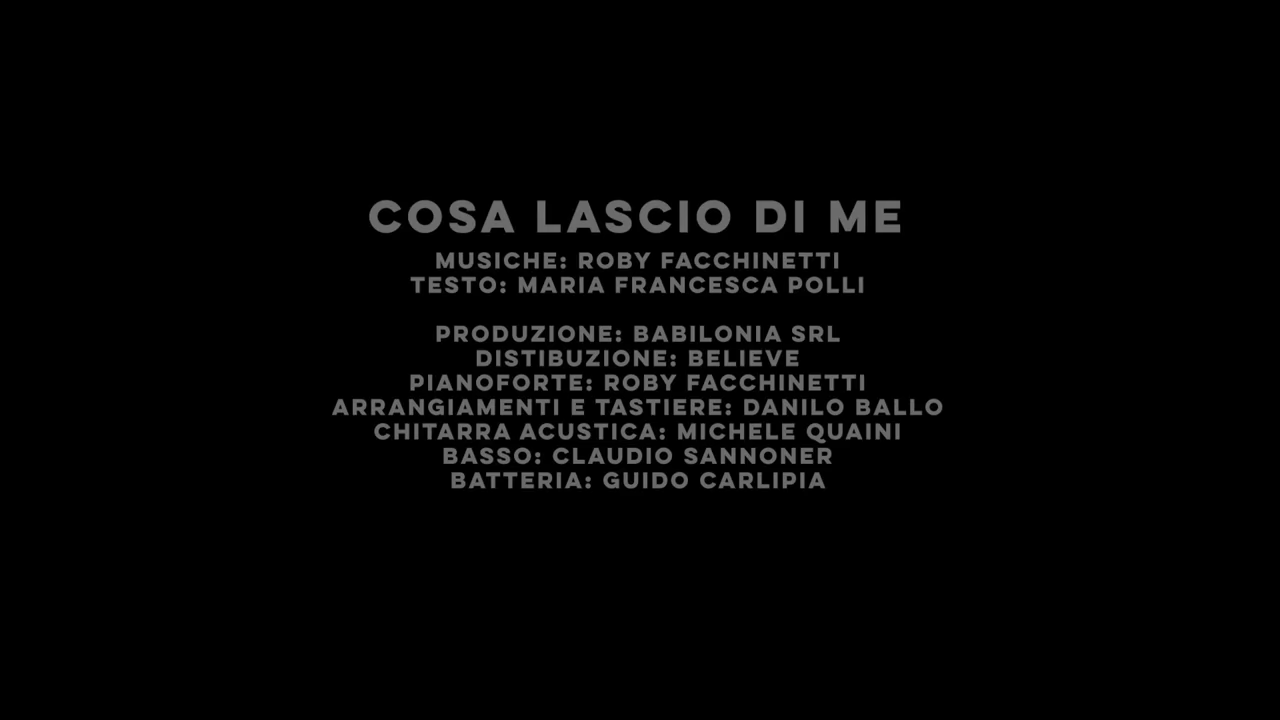 COSA LASCIO DI ME
MUSICHE: ROBY FACCHINETTI
TESTO: MARIA FRANCESCA POLLI
PRODUZIONE: BABILONIA SRL
DISTIBUZIONE: BELIEVE
PIANOFORTE: ROBY FACCHINETTI
ARRANGIAMENTI E TASTIERE: DANILO BALLO
CHITARRA ACUSTICA: MICHELE QUAINI
BASSO: CLAUDIO SANNONER
BATTERIA: GUIDO CARLIPIA